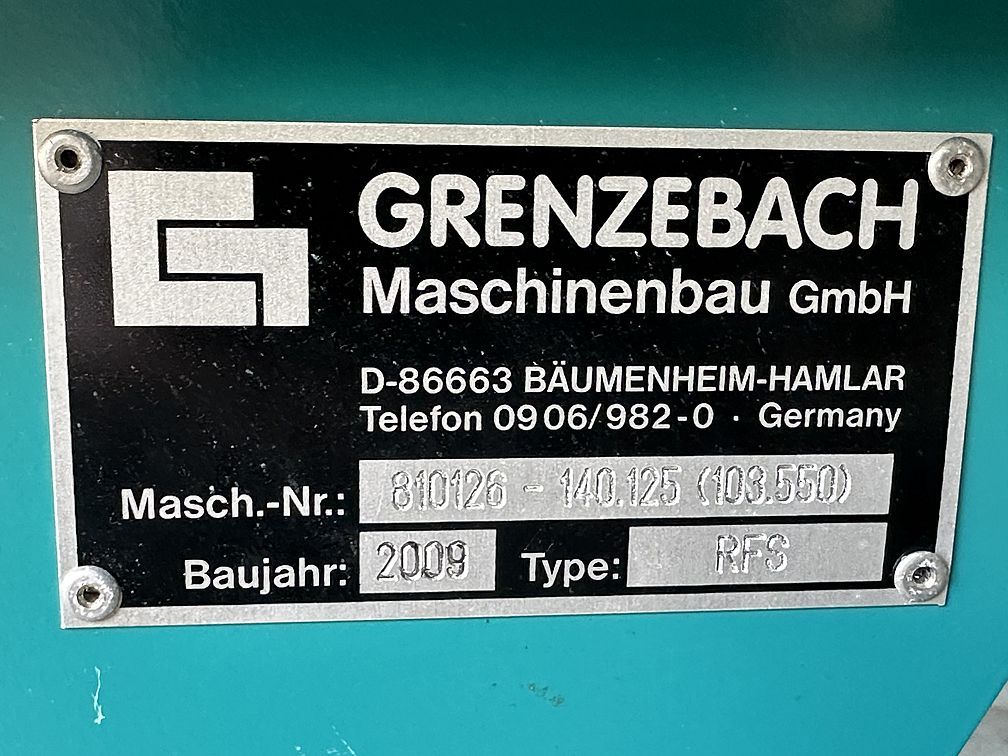 GRENZEBACH
Maschinenbau GmbH
D-86663 BÄUMENHEIM-HAMLAR
Telefon 0906/982-0 · Germany
Masch.-Nr.: 810126 - 140.125 (103.550)
Baujahr: 2009 Type: RFS